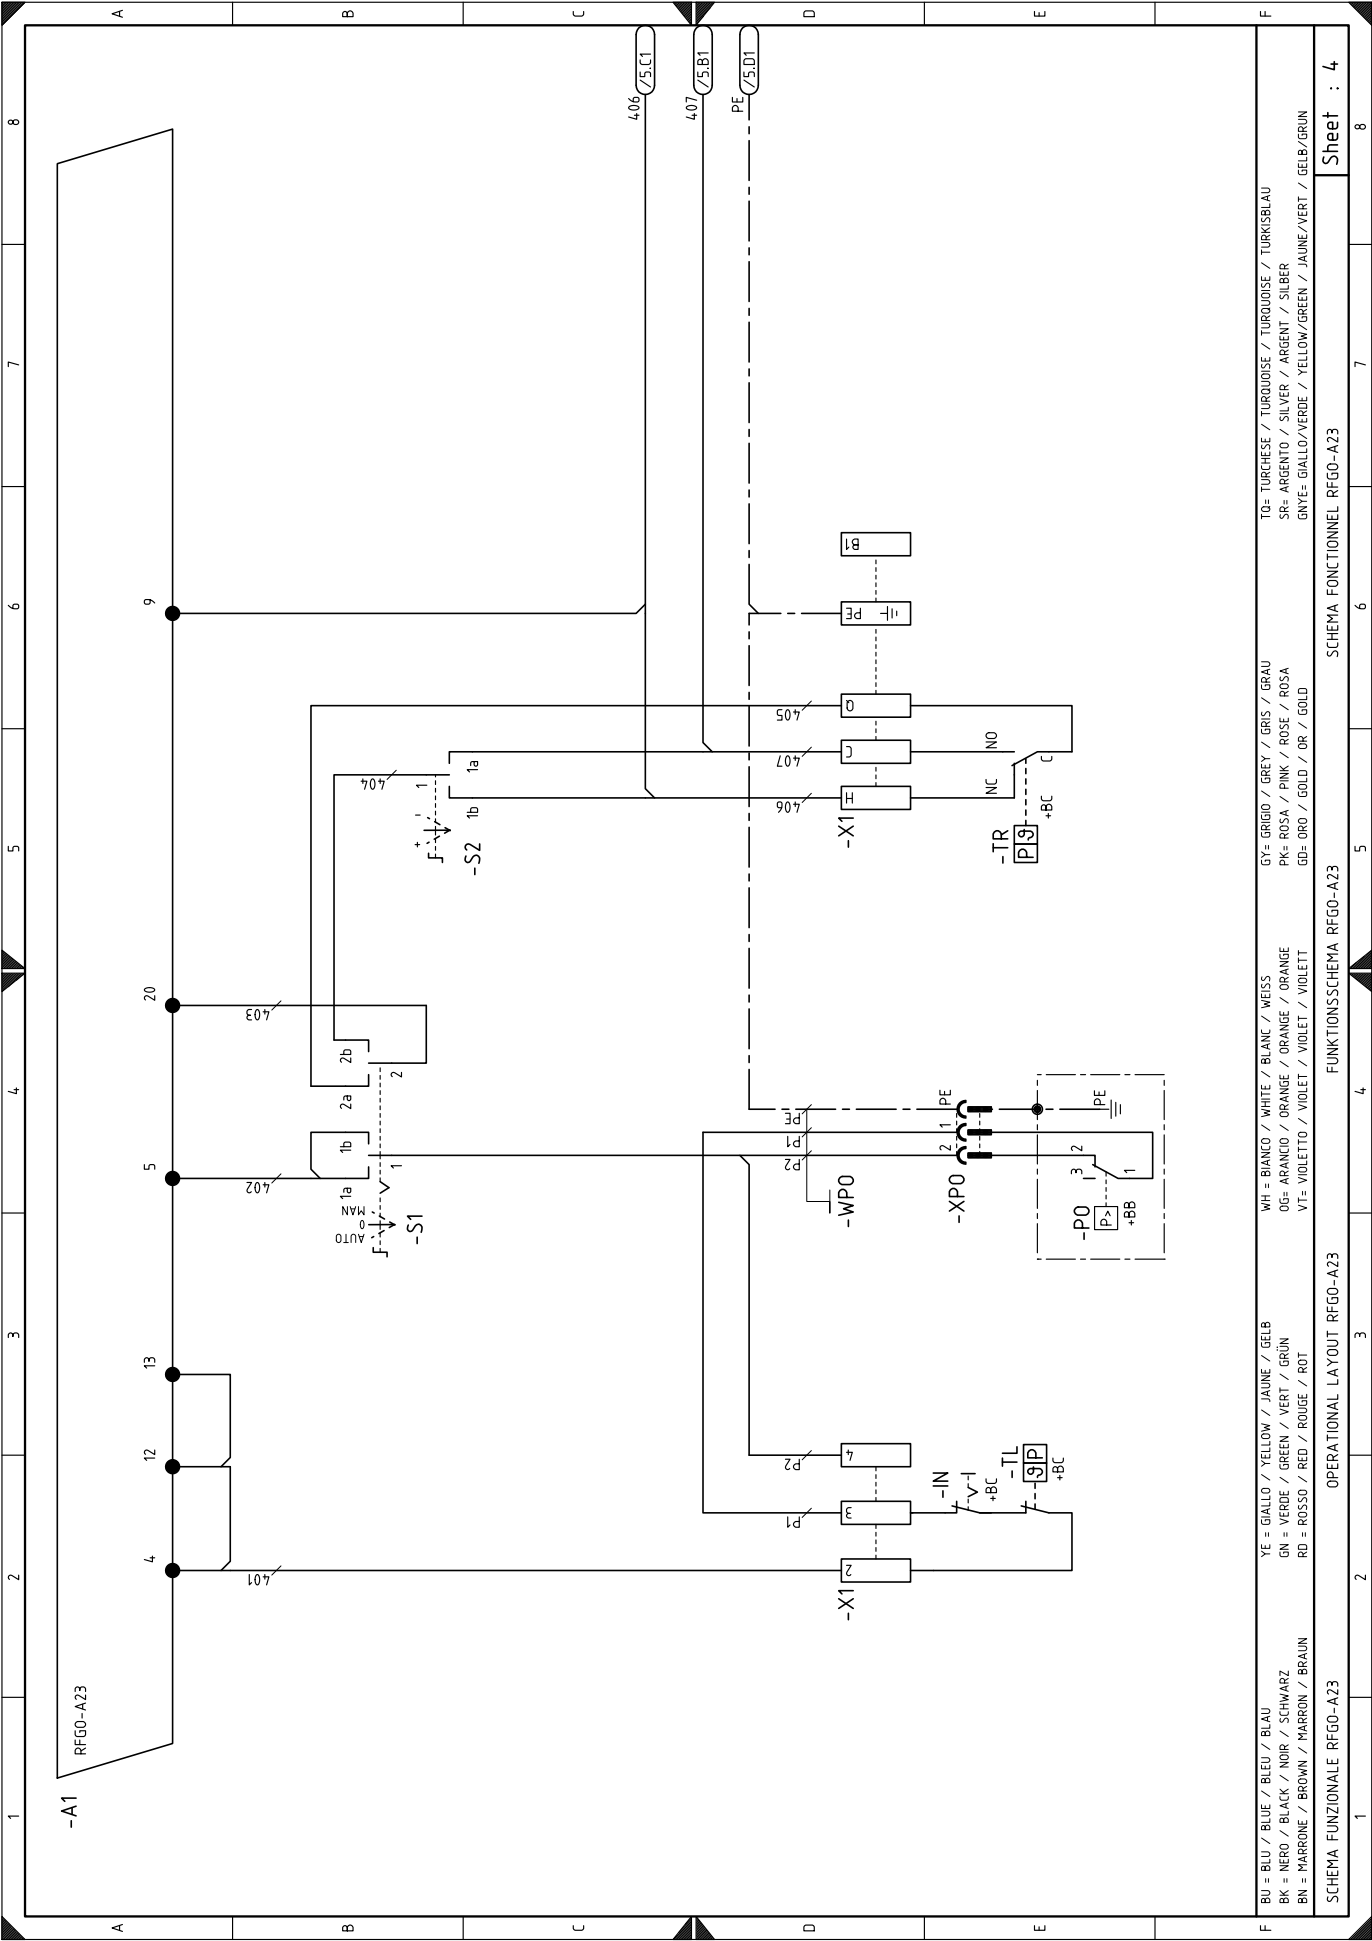 1 2 3 4 5 6 7 8
A
B
C
D
E
F
-A1
RFGO-A23
4
12
13
5
20
9
401
402
403
AUTO
0
MAN
-S1
1a
1b
1
2a
2b
2
404
+
-
-S2
1
1b
1a
406
/5.C1
407
/5.B1
PE
/5.D1
P1
P2
P2
P1
PE
-WPO
406
407
405
-X1
2
3
4
-X1
H
C
Q
PE
B1
-IN
+BC
-TL
ϑ P
+BC
-XPO
2
1
PE
-PO
P>
+BB
3
2
1
PE
-TR
P ϑ
+BC
NC
NO
C
BU = BLU / BLUE / BLEU / BLAU
BK = NERO / BLACK / NOIR / SCHWARZ
BN = MARRONE / BROWN / MARRON / BRAUN
YE = GIALLO / YELLOW / JAUNE / GELB
GN = VERDE / GREEN / VERT / GRÜN
RD = ROSSO / RED / ROUGE / ROT
WH = BIANCO / WHITE / BLANC / WEISS
OG= ARANCIO / ORANGE / ORANGE / ORANGE
VT= VIOLETTO / VIOLET / VIOLET / VIOLETT
GY= GRIGIO / GREY / GRIS / GRAU
PK= ROSA / PINK / ROSE / ROSA
GD= ORO / GOLD / OR / GOLD
TQ= TURCHESE / TURQUOISE / TURQUOISE / TURKISBLAU
SR= ARGENTO / SILVER / ARGENT / SILBER
GNYE= GIALLO/VERDE / YELLOW/GREEN / JAUNE/VERT / GELB/GRUN
SCHEMA FUNZIONALE RFGO-A23
OPERATIONAL LAYOUT RFGO-A23
FUNKTIONSSCHEMA RFGO-A23
SCHEMA FONCTIONNEL RFGO-A23
Sheet : 4
A
B
C
D
E
F
1 2 3 4 5 6 7 8